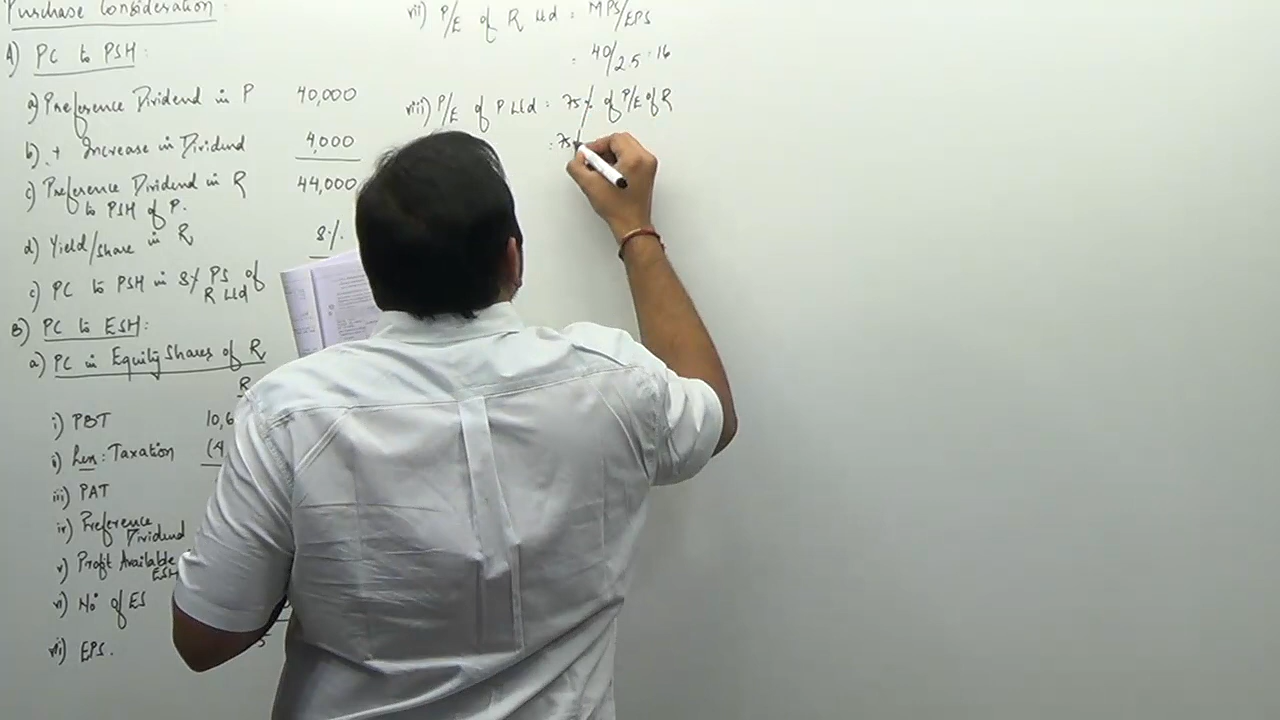 Purchase Consideration:
A) PC to PSH:
a) Preference Dividend in P 40,000
b) + Increase in Dividend 4,000
c) Preference Dividend in R 44,000
to PSH of P.
d) Yield/share in R 8%
e) PC to PSH in 8% PS of
R Ltd
B) PC to ESH:
a) PC in Equity Shares of R
R
i) PBT 10,6
ii) Less: Taxation (4,
iii) PAT
iv) Preference
Dividend
v) Profit Available
ESH
vi) No of ES
vii) EPS.
vii) P/E of R Ltd = MPS/EPS
= 40/2.5 = 16
viii) P/E of P Ltd = 75% of P/E of R
= 75%